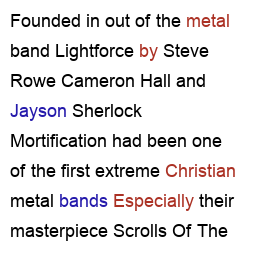 Founded in out of the metal
band Lightforce by Steve
Rowe Cameron Hall and
Jayson Sherlock
Mortification had been one
of the first extreme Christian
metal bands Especially their
masterpiece Scrolls Of The